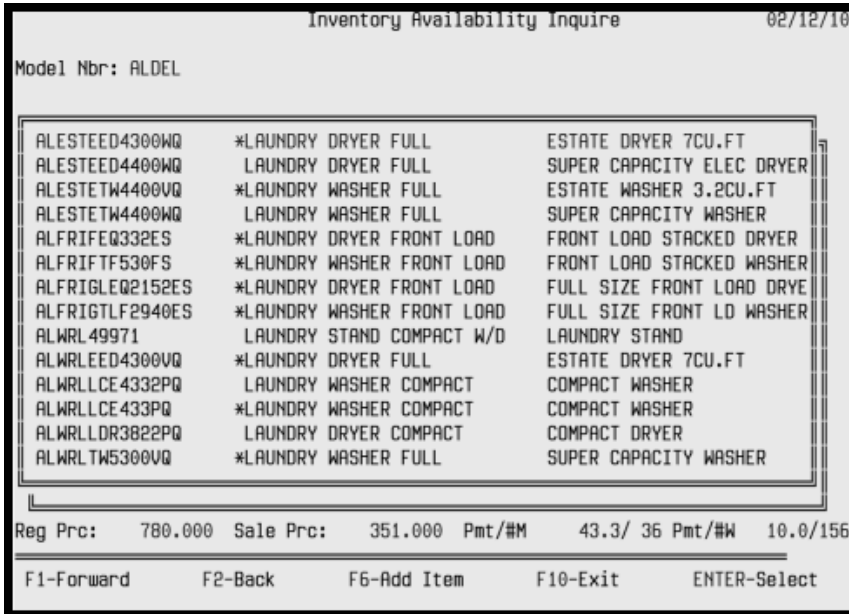 Inventory Availability Inquire 02/12/10
Model Nbr: ALDEL
ALESTEED4300WQ *LAUNDRY DRYER FULL ESTATE DRYER 7CU.FT
ALESTEED4400WQ LAUNDRY DRYER FULL SUPER CAPACITY ELEC DRYER
ALESTETW4400VQ *LAUNDRY WASHER FULL ESTATE WASHER 3.2CU.FT
ALESTETW4400WQ LAUNDRY WASHER FULL SUPER CAPACITY WASHER
ALFRIFEQ332ES *LAUNDRY DRYER FRONT LOAD FRONT LOAD STACKED DRYER
ALFRIFTF530FS *LAUNDRY WASHER FRONT LOAD FRONT LOAD STACKED WASHER
ALFRIGLEQ2152ES *LAUNDRY DRYER FRONT LOAD FULL SIZE FRONT LOAD DRYE
ALFRIGTLF2940ES *LAUNDRY WASHER FRONT LOAD FULL SIZE FRONT LD WASHER
ALWRL49971 LAUNDRY STAND COMPACT W/D LAUNDRY STAND
ALWRLEED4300VQ *LAUNDRY DRYER FULL ESTATE DRYER 7CU.FT
ALWRLLCE4332PQ LAUNDRY WASHER COMPACT COMPACT WASHER
ALWRLLCE433PQ *LAUNDRY WASHER COMPACT COMPACT WASHER
ALWRLLDR3822PQ LAUNDRY DRYER COMPACT COMPACT DRYER
ALWRLTW5300VQ *LAUNDRY WASHER FULL SUPER CAPACITY WASHER
Reg Prc: 780.000 Sale Prc: 351.000 Pmt/#M 43.3/ 36 Pmt/#W 10.0/156
F1-Forward F2-Back F6-Add Item F10-Exit ENTER-Select